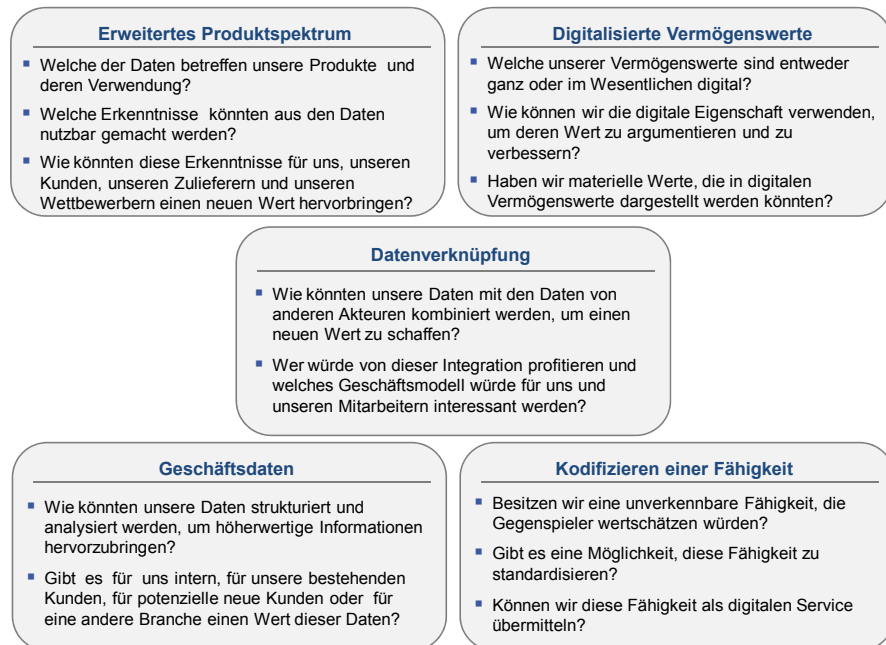 Erweitertes Produktspektrum
▪ Welche der Daten betreffen unsere Produkte und
deren Verwendung?
▪ Welche Erkenntnisse könnten aus den Daten
nutzbar gemacht werden?
▪ Wie könnten diese Erkenntnisse für uns, unseren
Kunden, unseren Zulieferern und unseren
Wettbewerbern einen neuen Wert hervorbringen?
Digitalisierte Vermögenswerte
▪ Welche unserer Vermögenswerte sind entweder
ganz oder im Wesentlichen digital?
▪ Wie können wir die digitale Eigenschaft verwenden,
um deren Wert zu argumentieren und zu
verbessern?
▪ Haben wir materielle Werte, die in digitalen
Vermögenswerte dargestellt werden könnten?
Datenverknüpfung
▪ Wie könnten unsere Daten mit den Daten von
anderen Akteuren kombiniert werden, um einen
neuen Wert zu schaffen?
▪ Wer würde von dieser Integration profitieren und
welches Geschäftsmodell würde für uns und
unseren Mitarbeitern interessant werden?
Geschäftsdaten
▪ Wie könnten unsere Daten strukturiert und
analysiert werden, um höherwertige Informationen
hervorzubringen?
▪ Gibt es für uns intern, für unsere bestehenden
Kunden, für potenzielle neue Kunden oder für
eine andere Branche einen Wert dieser Daten?
Kodifizieren einer Fähigkeit
▪ Besitzen wir eine unverkennbare Fähigkeit, die
Gegenspieler wertschätzen würden?
▪ Gibt es eine Möglichkeit, diese Fähigkeit zu
standardisieren?
▪ Können wir diese Fähigkeit als digitalen Service
übermitteln?